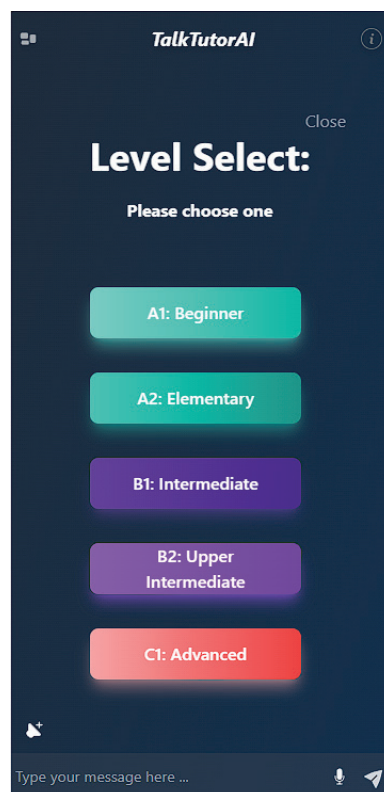 TalkTutorAI
Close
Level Select:
Please choose one
A1: Beginner
A2: Elementary
B1: Intermediate
B2: Upper
Intermediate
C1: Advanced
Type your message here ...